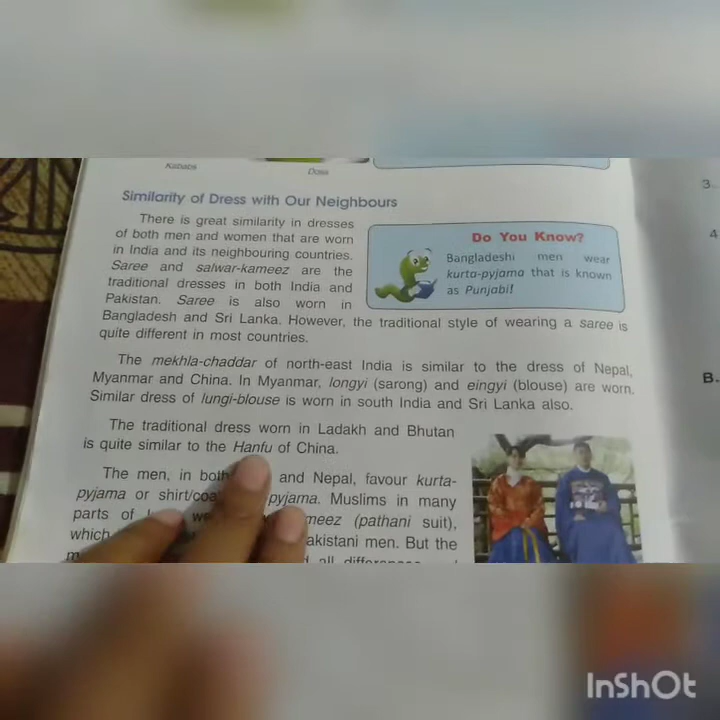 Kababs
Dosa
Similarity of Dress with Our Neighbours
There is great similarity in dresses
of both men and women that are worn
in India and its neighbouring countries.
Saree and salwar-kameez are the
traditional dresses in both India and
Pakistan. Saree is also worn in
Bangladesh and Sri Lanka. However, the traditional style of wearing a saree is
quite different in most countries.
Do You Know?
Bangladeshi men wear
kurta-pyjama that is known
as Punjabi!
The mekhla-chaddar of north-east India is similar to the dress of Nepal,
Myanmar and China. In Myanmar, longyi (sarong) and eingyi (blouse) are worn.
Similar dress of lungi-blouse is worn in south India and Sri Lanka also.
The traditional dress worn in Ladakh and Bhutan
is quite similar to the Hanfu of China.
The men, in both and Nepal, favour kurta-
pyjama or pyjama. Muslims in many
parts of (pathani suit),
which men. But the
3.
4
B.
InShOt